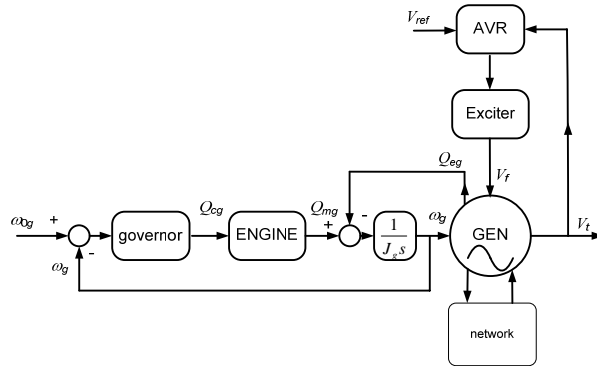 V_ref
AVR
Exciter
Q_eg
V_f
ω_0g
+
-
ω_g
governor
Q_cg
ENGINE
Q_mg
+
-
1
J_g s
ω_g
GEN
V_t
network